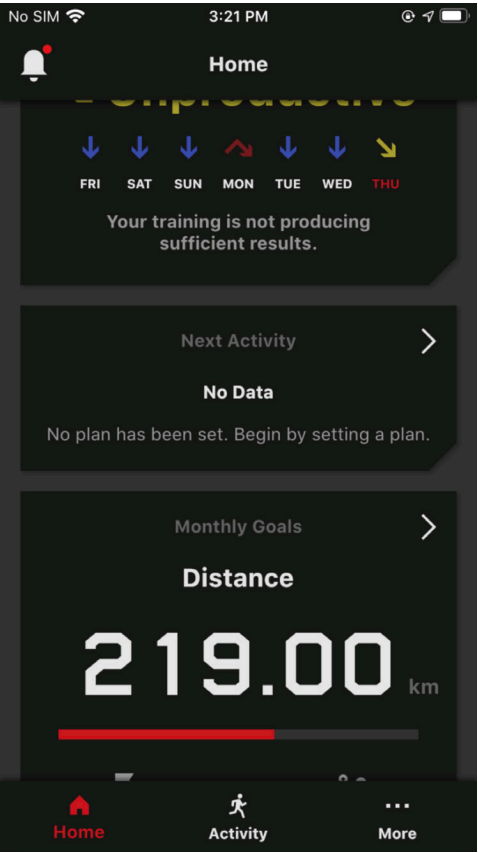 No SIM 3:21 PM
Home
Unproductive
FRI SAT SUN MON TUE WED THU
Your training is not producing
sufficient results.
Next Activity
No Data
No plan has been set. Begin by setting a plan.
Monthly Goals
Distance
219.00 km
Home Activity More